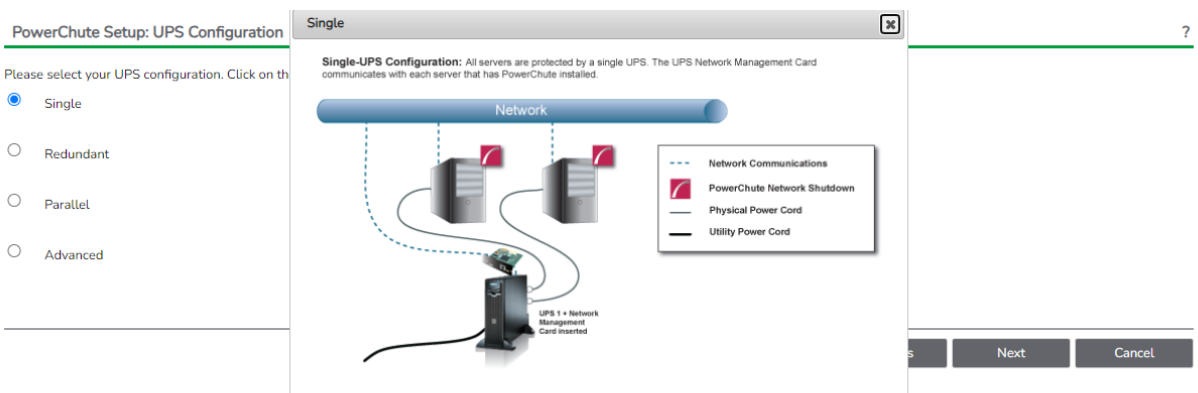 PowerChute Setup: UPS Configuration
?
Please select your UPS configuration. Click on th
Single
Redundant
Parallel
Advanced
Single
Single-UPS Configuration: All servers are protected by a single UPS. The UPS Network Management Card
communicates with each server that has PowerChute installed.
Network
Network Communications
PowerChute Network Shutdown
Physical Power Cord
Utility Power Cord
UPS 1 + Network
Management
Card inserted
s
Next
Cancel